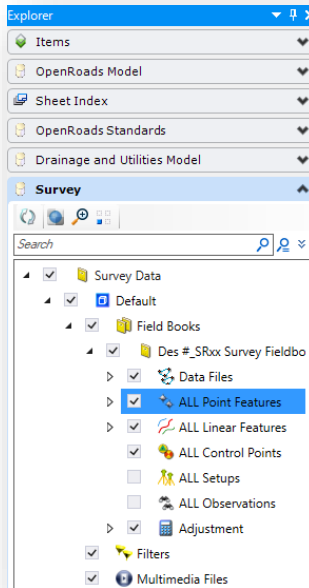 Explorer
Items
OpenRoads Model
Sheet Index
OpenRoads Standards
Drainage and Utilities Model
Survey
Search
Survey Data
Default
Field Books
Des #_SRxx Survey Fieldbo
Data Files
ALL Point Features
ALL Linear Features
ALL Control Points
ALL Setups
ALL Observations
Adjustment
Filters
Multimedia Files